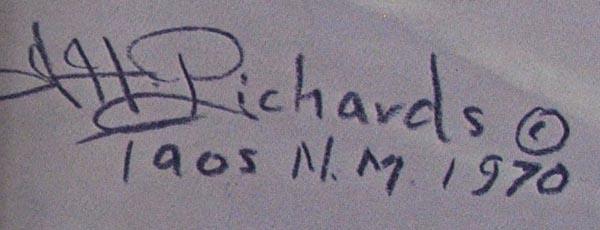 Richards ©
Taos N.M. 1970